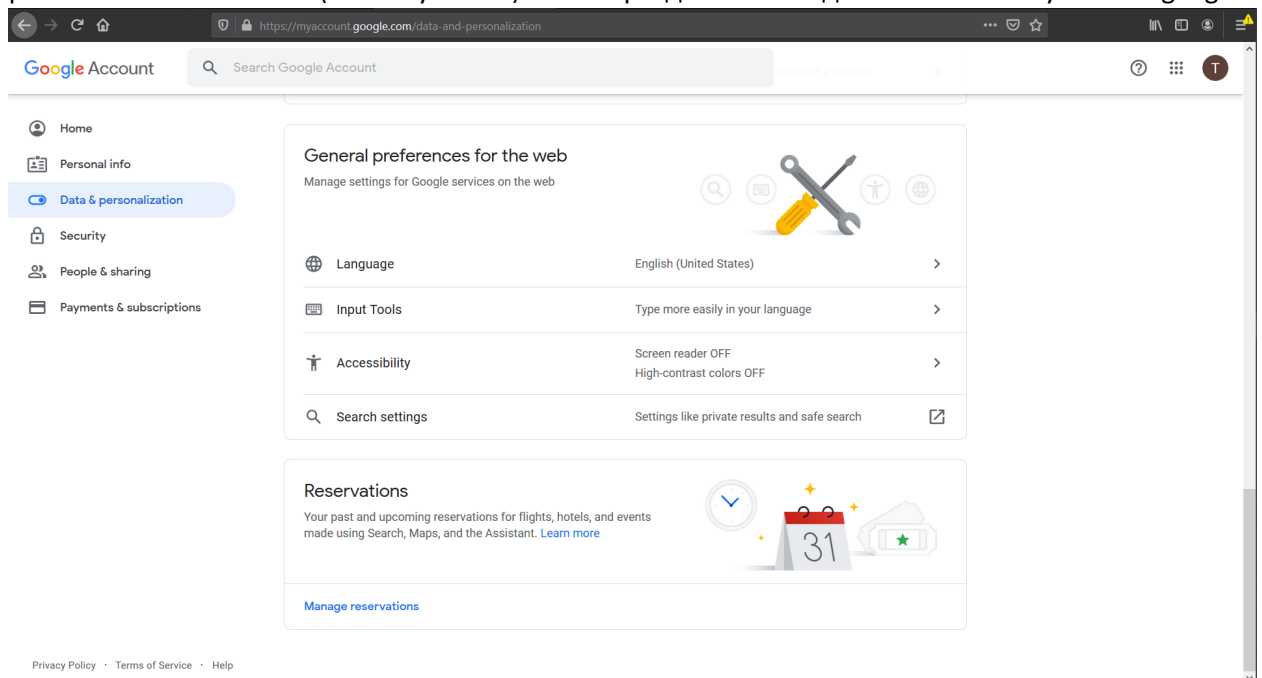 https://myaccount.google.com/data-and-personalization
Google Account
Search Google Account
T
Home
Personal info
Data & personalization
Security
People & sharing
Payments & subscriptions
General preferences for the web
Manage settings for Google services on the web
Language English (United States)
Input Tools Type more easily in your language
Accessibility Screen reader OFF
High-contrast colors OFF
Search settings Settings like private results and safe search
Reservations
Your past and upcoming reservations for flights, hotels, and events
made using Search, Maps, and the Assistant. Learn more
31
Manage reservations
Privacy Policy · Terms of Service · Help